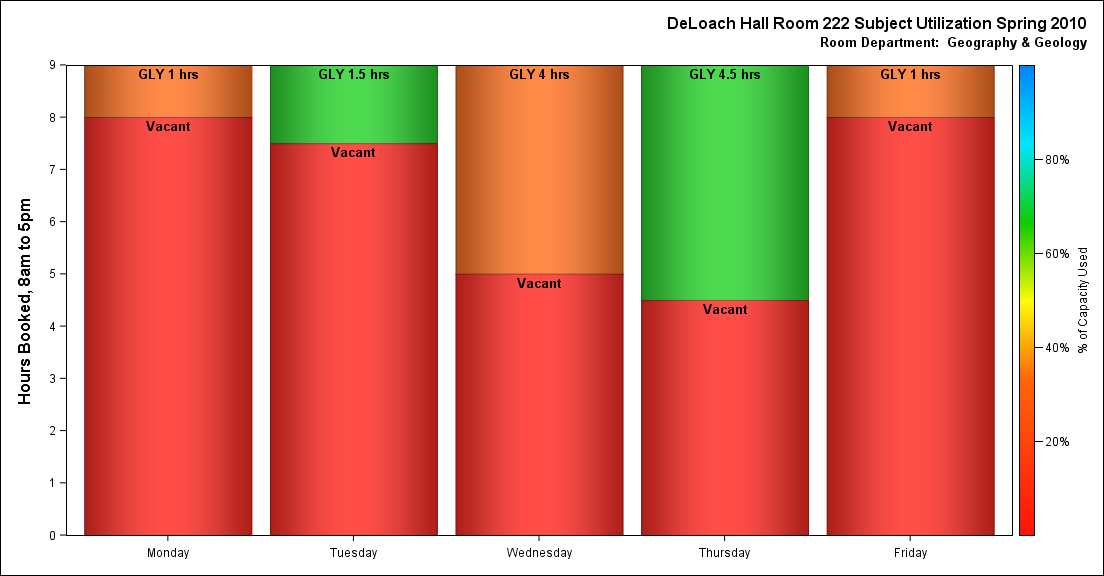 DeLoach Hall Room 222 Subject Utilization Spring 2010
Room Department:  Geography & Geology
Hours Booked, 8am to 5pm
9
8
7
6
5
4
3
2
1
0
GLY 1 hrs
Vacant
GLY 1.5 hrs
Vacant
GLY 4 hrs
Vacant
GLY 4.5 hrs
Vacant
GLY 1 hrs
Vacant
Monday
Tuesday
Wednesday
Thursday
Friday
80%
60%
40%
20%
% of Capacity Used